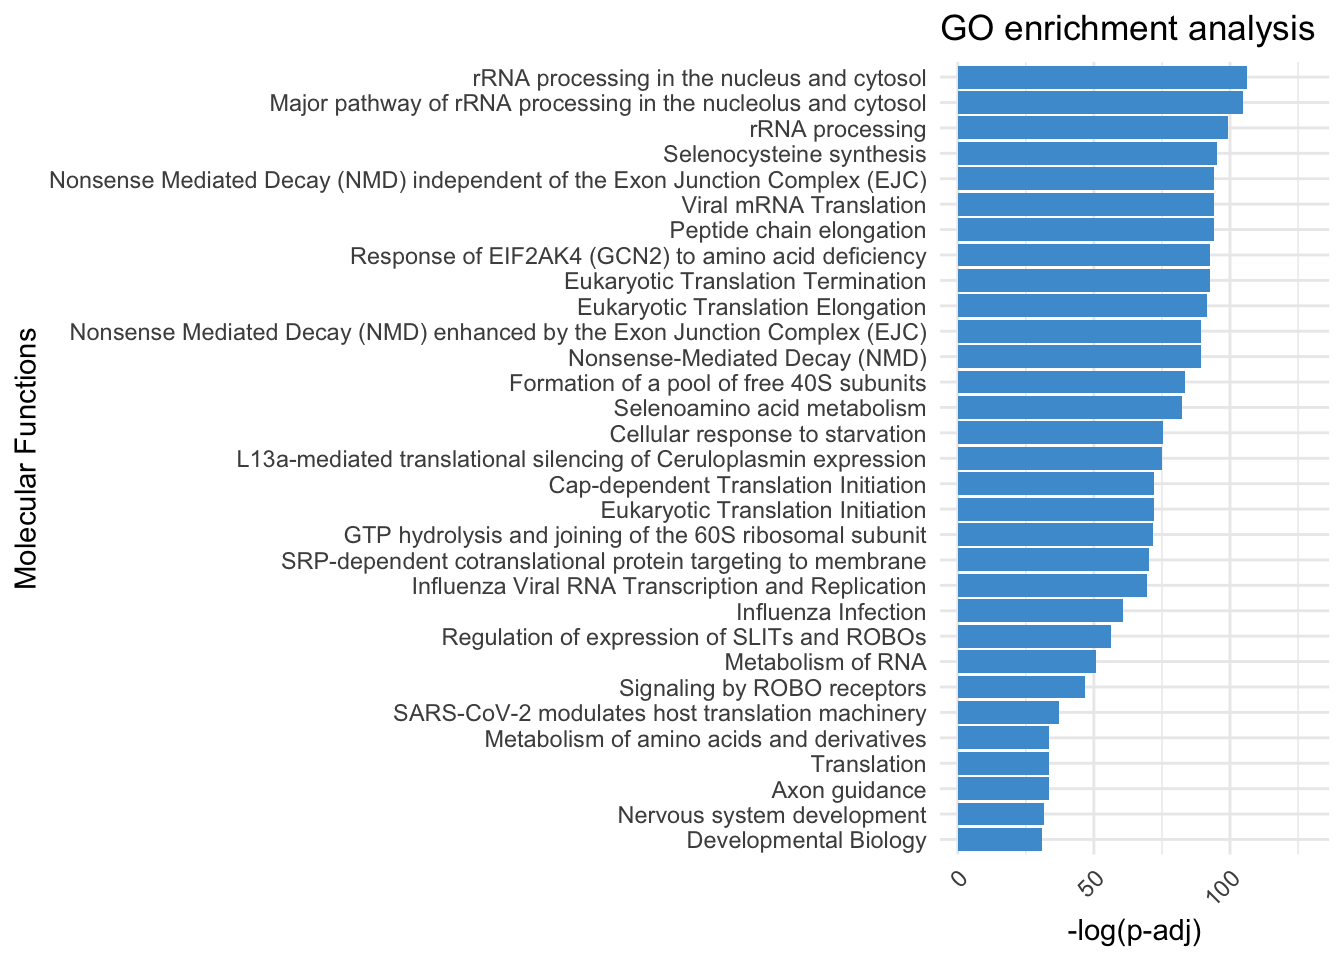 GO enrichment analysis
rRNA processing in the nucleus and cytosol
Major pathway of rRNA processing in the nucleolus and cytosol
rRNA processing
Selenocysteine synthesis
Nonsense Mediated Decay (NMD) independent of the Exon Junction Complex (EJC)
Viral mRNA Translation
Peptide chain elongation
Response of EIF2AK4 (GCN2) to amino acid deficiency
Eukaryotic Translation Termination
Eukaryotic Translation Elongation
Nonsense Mediated Decay (NMD) enhanced by the Exon Junction Complex (EJC)
Nonsense-Mediated Decay (NMD)
Formation of a pool of free 40S subunits
Selenoamino acid metabolism
Cellular response to starvation
L13a-mediated translational silencing of Ceruloplasmin expression
Cap-dependent Translation Initiation
Eukaryotic Translation Initiation
GTP hydrolysis and joining of the 60S ribosomal subunit
SRP-dependent cotranslational protein targeting to membrane
Influenza Viral RNA Transcription and Replication
Influenza Infection
Regulation of expression of SLITs and ROBOs
Metabolism of RNA
Signaling by ROBO receptors
SARS-CoV-2 modulates host translation machinery
Metabolism of amino acids and derivatives
Translation
Axon guidance
Nervous system development
Developmental Biology
Molecular Functions
0 50 100
-log(p-adj)